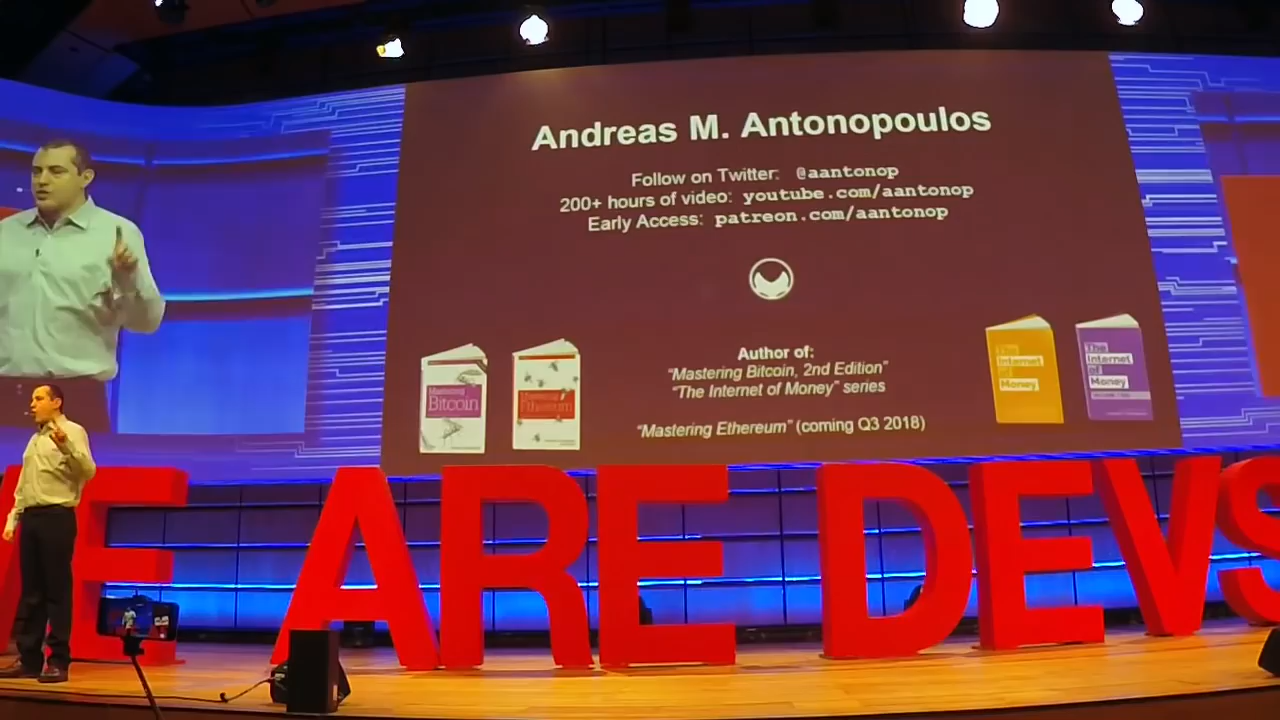 Andreas M. Antonopoulos
Follow on Twitter: @aantonop
200+ hours of video: youtube.com/aantonop
Early Access: patreon.com/aantonop
Author of:
"Mastering Bitcoin, 2nd Edition"
"The Internet of Money" series
"Mastering Ethereum" (coming Q3 2018)
Mastering
Bitcoin
Mastering
Ethereum
The
Internet
of
Money
The
Internet
of
Money
E ARE DEVS